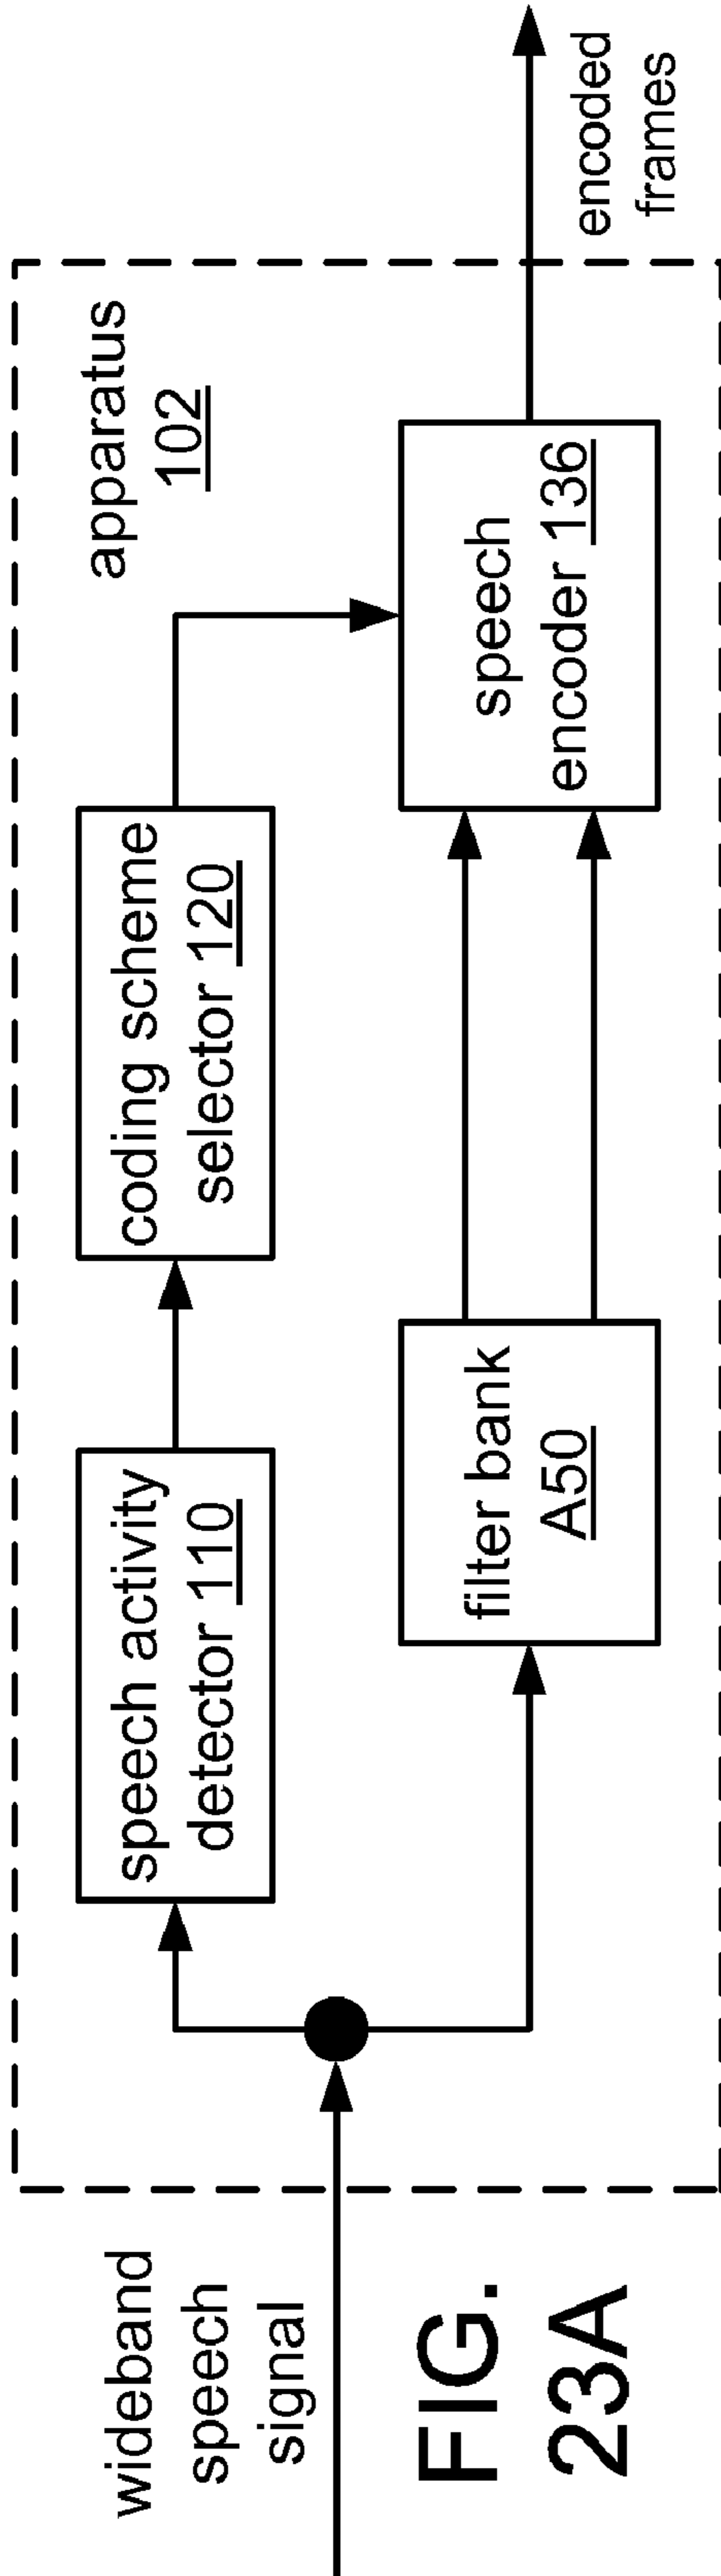 wideband
speech
signal
speech activity
detector 110
coding scheme
selector 120
apparatus
102
filter bank
A50
speech
encoder 136
encoded
frames
FIG.
23A